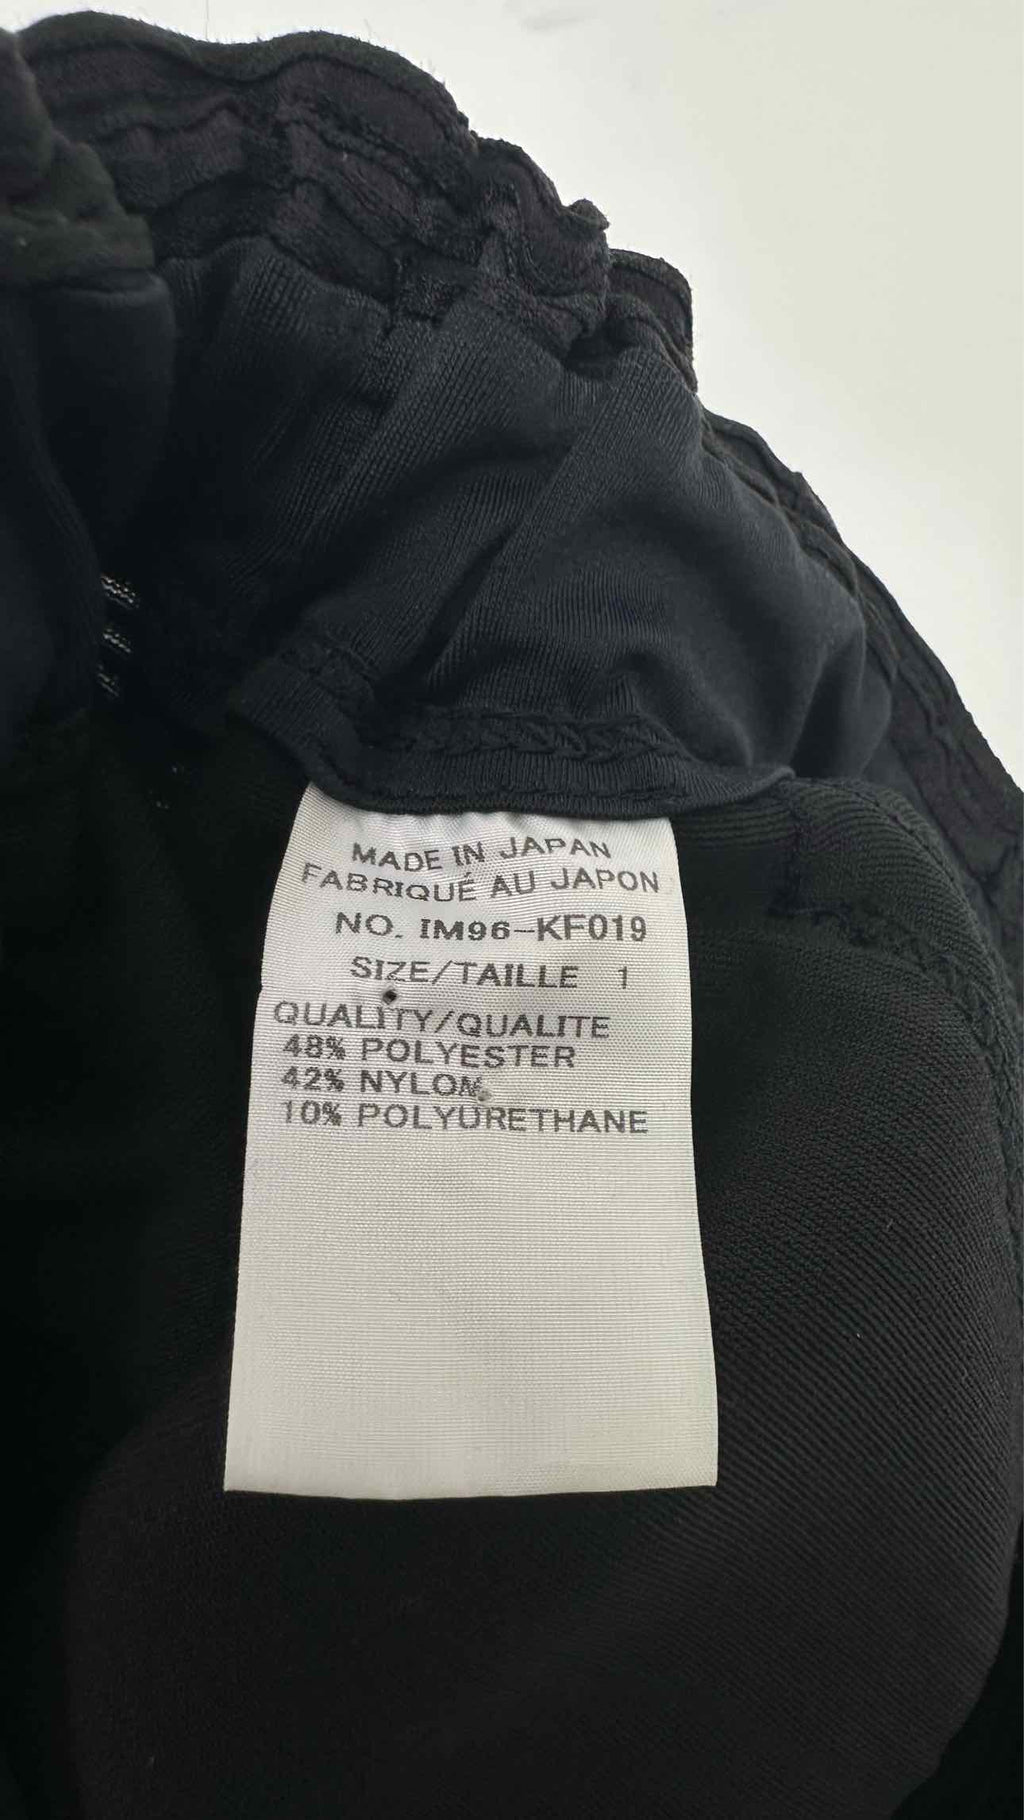 MADE IN JAPAN
FABRIQUÉ AU JAPON
NO. IM96-KF019
SIZE/TAILLE 1
QUALITY/QUALITE
48% POLYESTER
42% NYLON
10% POLYURETHANE